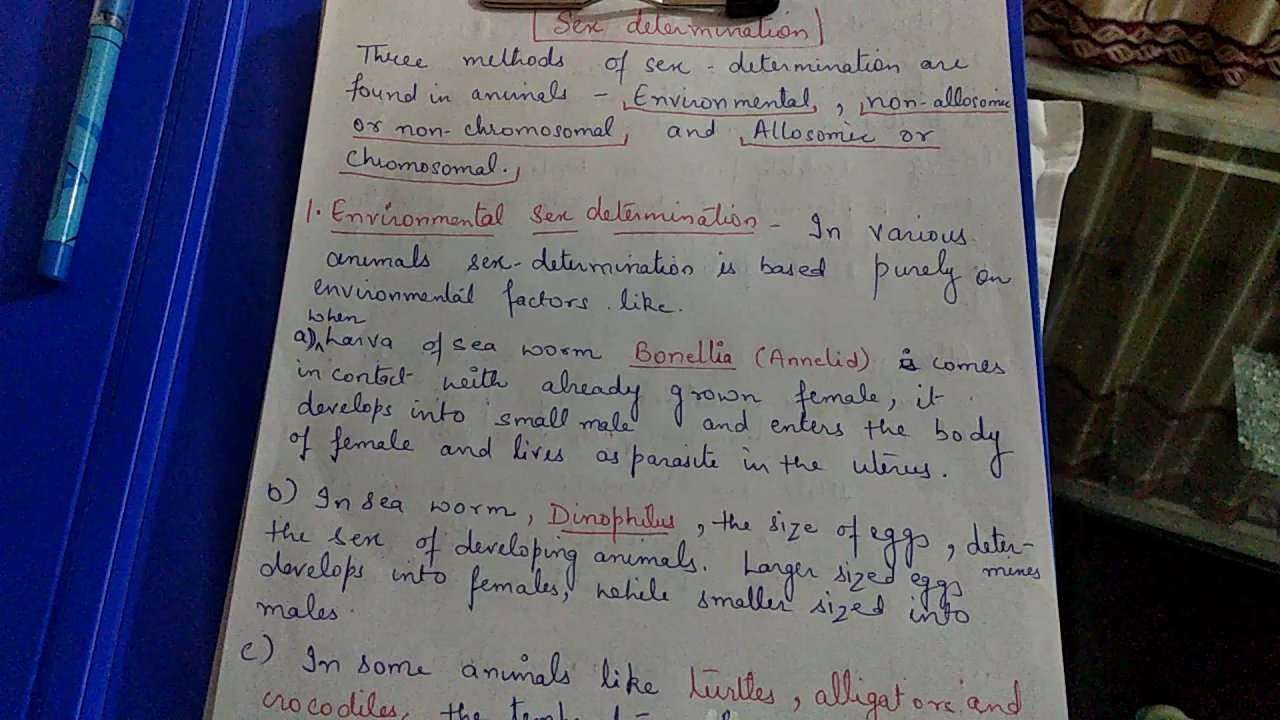 Sex determination
Three methods of sex-determination are
found in animals - Environmental, non-allosomic
or non-chromosomal, and Allosomic or
Chromosomal.
1. Environmental sex determination - In various
animals sex-determination is based purely on
environmental factors like.
when
a) Larva of sea worm Bonellia (Annelid) comes
in contact with already grown female, it
develops into small male and enters the body
of female and lives as parasite in the uterus.
b) In sea worm, Dinophilus, the size of eggs, deter-
mines
the sex of developing animals. Larger sized eggs
develops into females, while smaller sized into
males.
c) In some animals like turtles, alligators and
crocodiles, the